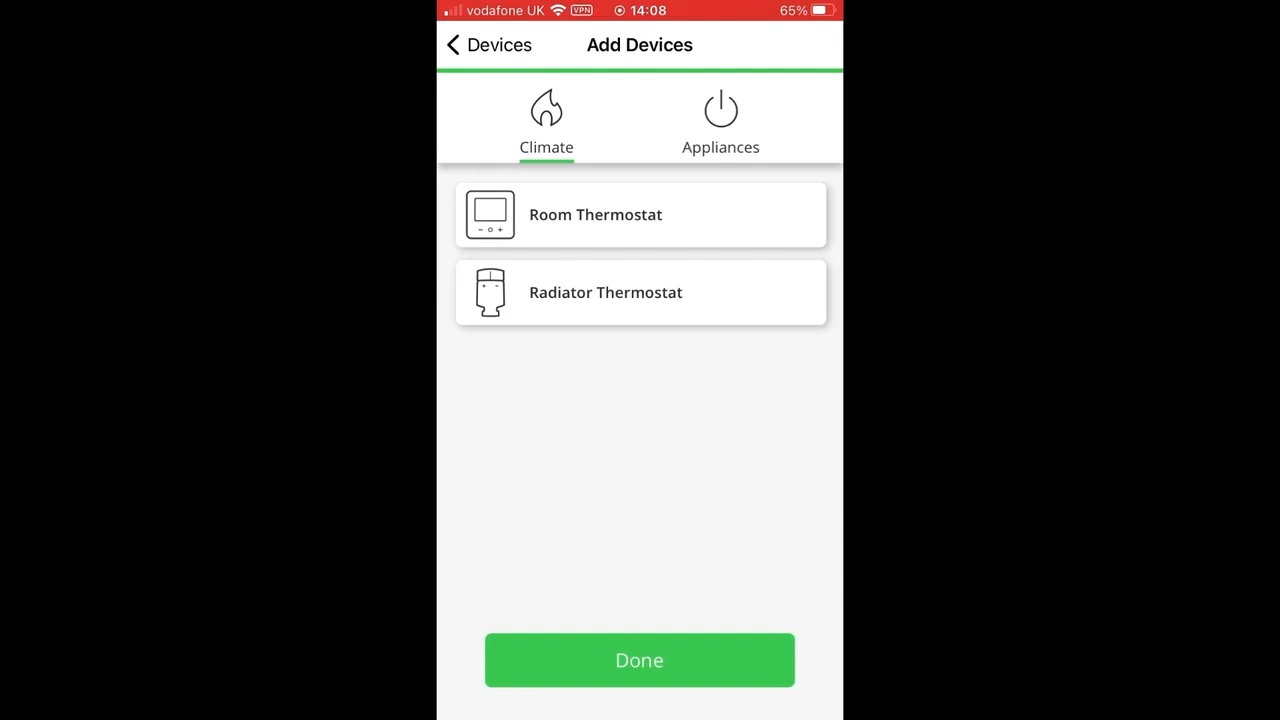 vodafone UK VPN 14:08 65%
Devices Add Devices
Climate Appliances
Room Thermostat
Radiator Thermostat
Done